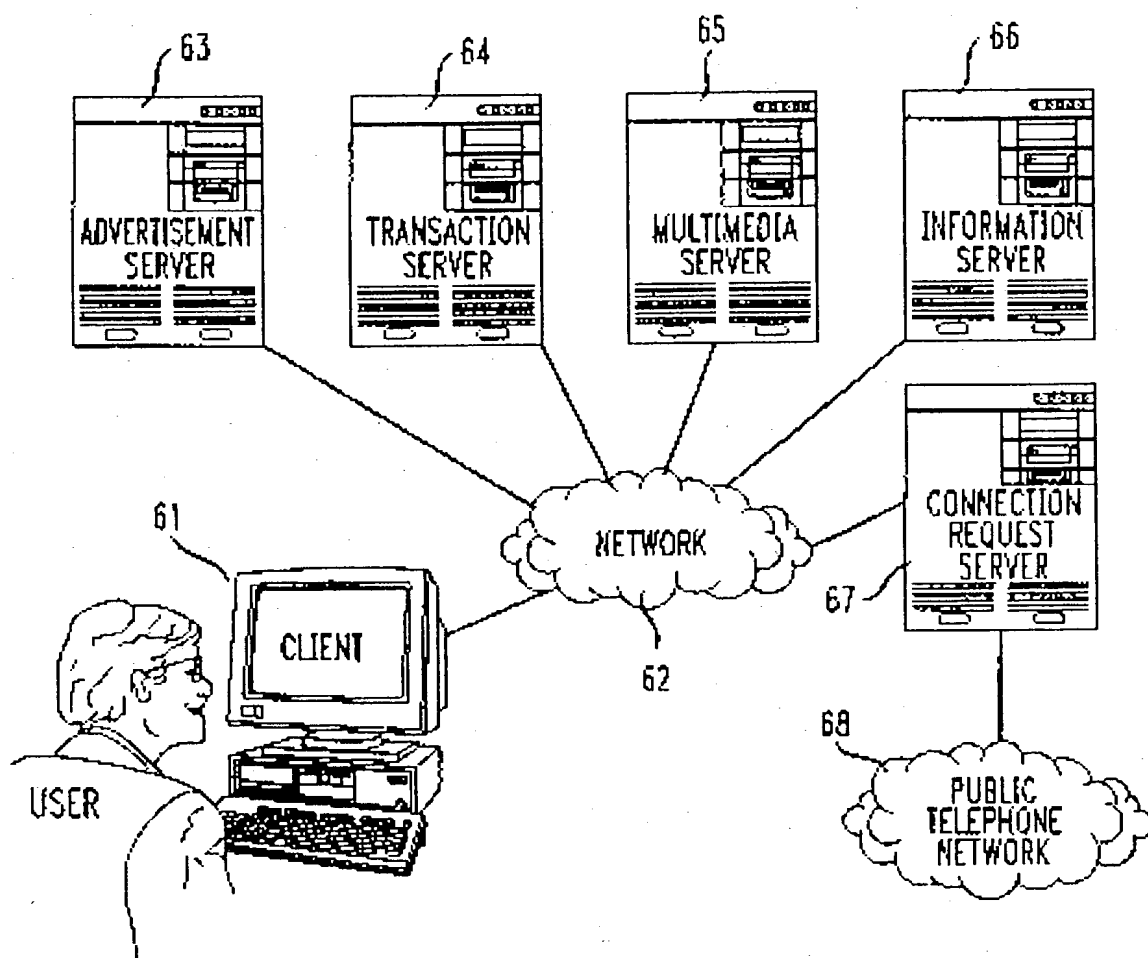 63
64
65
66
ADVERTISEMENT
SERVER
TRANSACTION
SERVER
MULTIMEDIA
SERVER
INFORMATION
SERVER
CONNECTION
REQUEST
SERVER
67
NETWORK
62
61
CLIENT
USER
68
PUBLIC
TELEPHONE
NETWORK